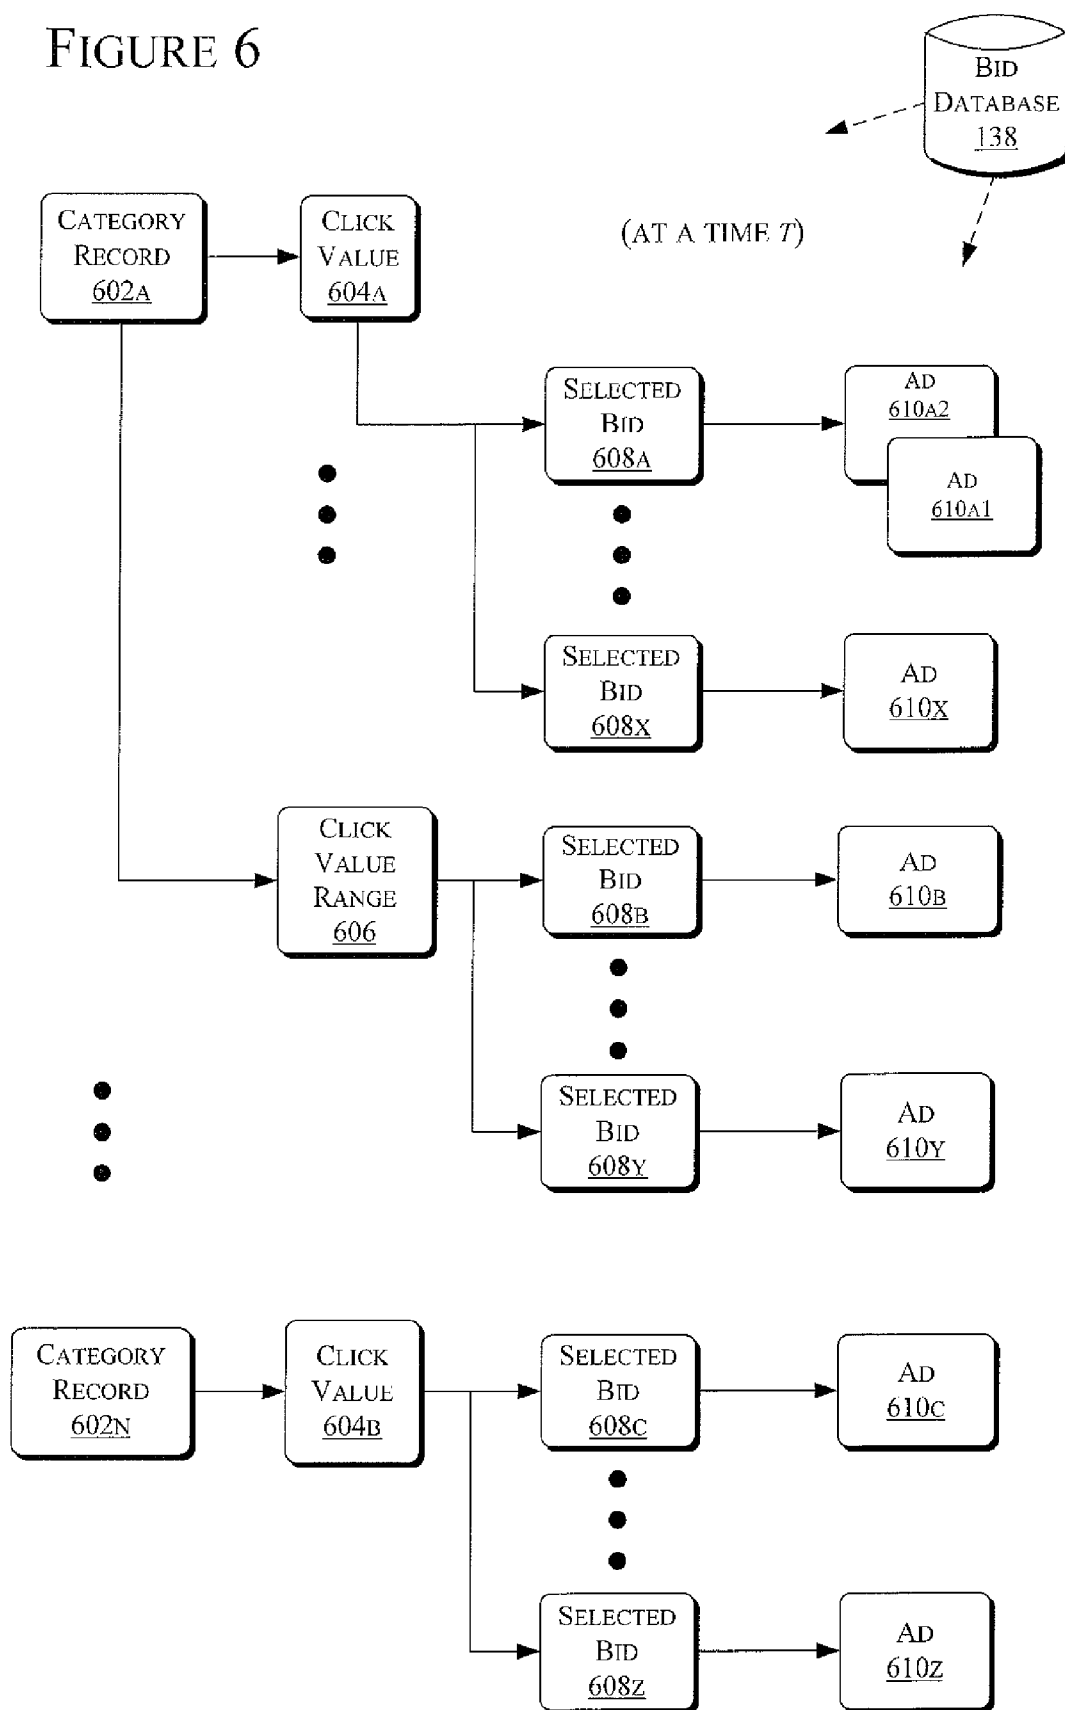 FIGURE 6
BID
DATABASE
138
CATEGORY
RECORD
602A
CLICK
VALUE
604A
(AT A TIME T)
SELECTED
BID
608A
AD
610A2
AD
610A1
SELECTED
BID
608X
AD
610X
CLICK
VALUE
RANGE
606
SELECTED
BID
608B
AD
610B
SELECTED
BID
608Y
AD
610Y
CATEGORY
RECORD
602N
CLICK
VALUE
604B
SELECTED
BID
608C
AD
610C
SELECTED
BID
608Z
AD
610Z